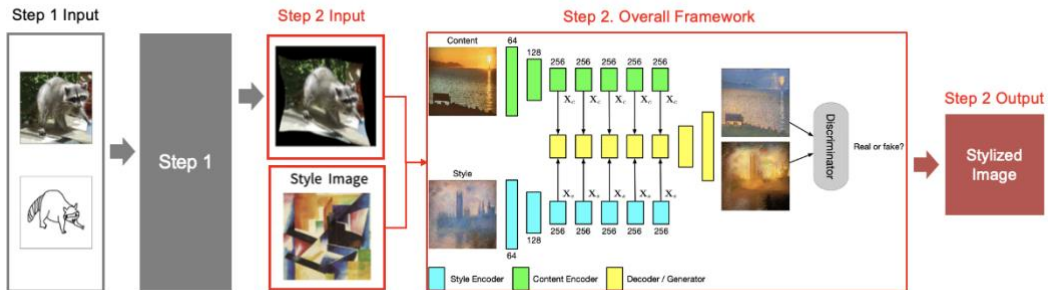 Step 1 Input
Step 1
Step 2 Input
Style Image
Step 2. Overall Framework
Content
64
128
256 256 256 256 256
Xc Xc Xc Xc Xc
Style
Xs Xs Xs Xs Xs
64
128
256 256 256 256 256
Discriminator
Real or fake?
Style Encoder
Content Encoder
Decoder / Generator
Step 2 Output
Stylized
Image